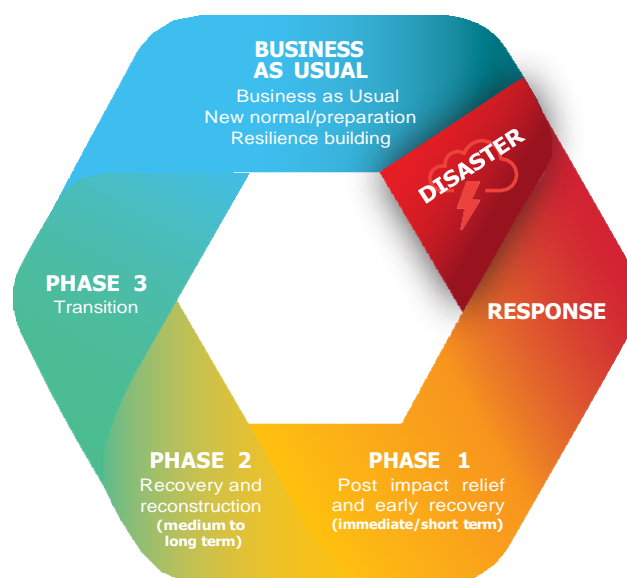 BUSINESS
AS USUAL
Business as Usual
New normal/preparation
Resilience building
DISASTER
RESPONSE
PHASE 1
Post impact relief
and early recovery
(immediate/short term)
PHASE 2
Recovery and
reconstruction
(medium to
long term)
PHASE 3
Transition